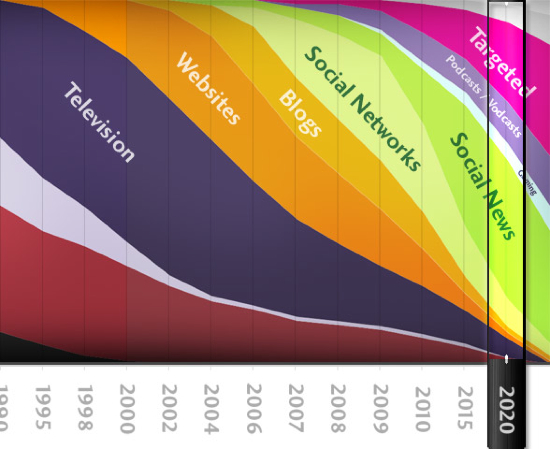 Television
Websites
Blogs
Social Networks
Social News
Targeted
Podcasts / Vodcasts
1990
1995
1998
2000
2002
2004
2006
2007
2008
2009
2010
2015
2020